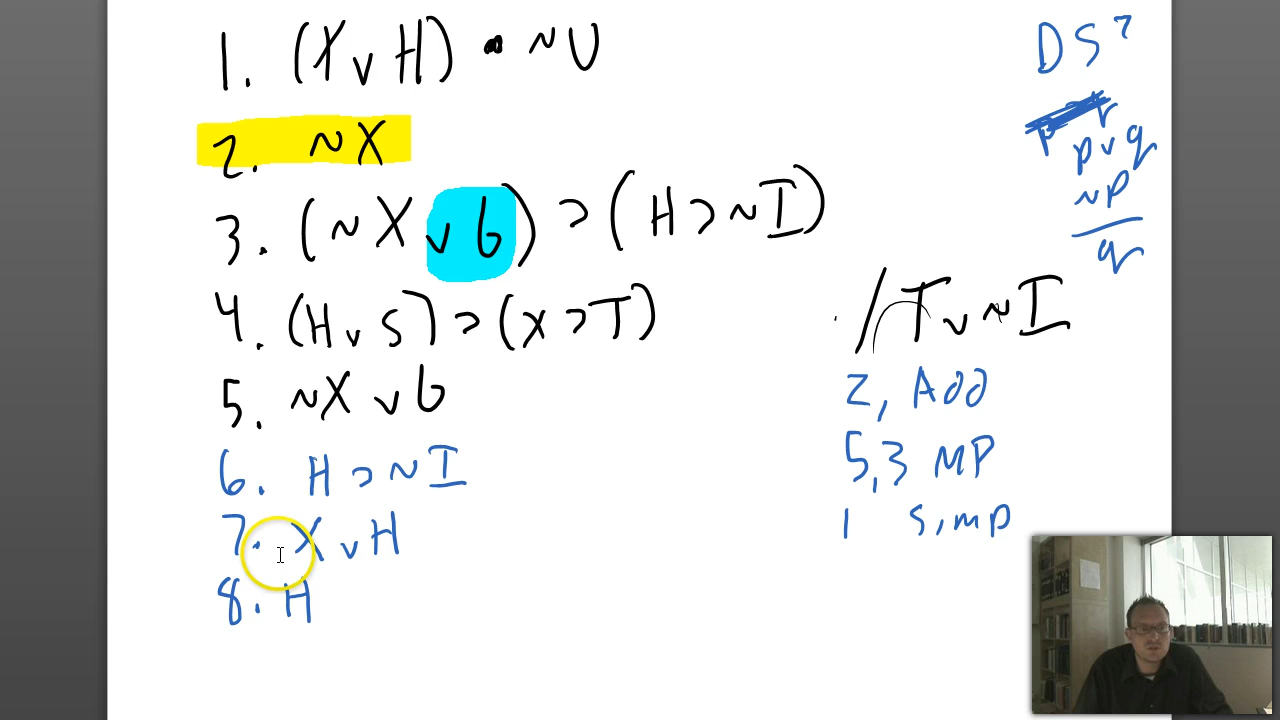 1. (X v H) • ~U
2. ~X
3. (~X v G) ⊃ (H ⊃ ~I)
4. (H v S) ⊃ (X ⊃ T) / T v ~I
5. ~X v G 2, ADD
6. H ⊃ ~I 5,3 MP
7. X v H 1 Simp
8. H
DS?
p v q
~p
q